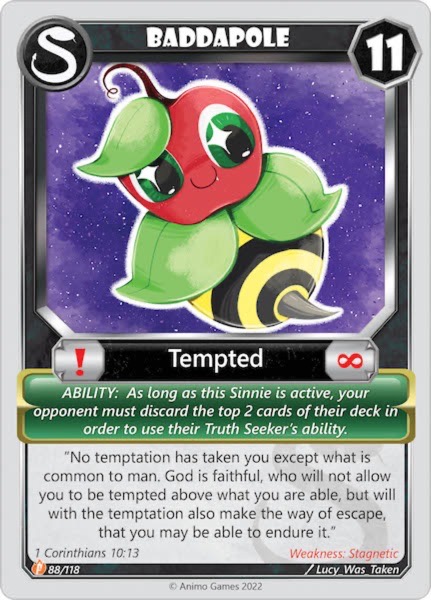 S
BADDAPOLE
11
!
Tempted
∞
ABILITY: As long as this Sinnie is active, your
opponent must discard the top 2 cards of their deck in
order to use their Truth Seeker's ability.
"No temptation has taken you except what is
common to man. God is faithful, who will not allow
you to be tempted above what you are able, but will
with the temptation also make the way of escape,
that you may be able to endure it."
1 Corinthians 10:13
Weakness: Stagnetic
88/118
Lucy_Was_Taken
© Animo Games 2022